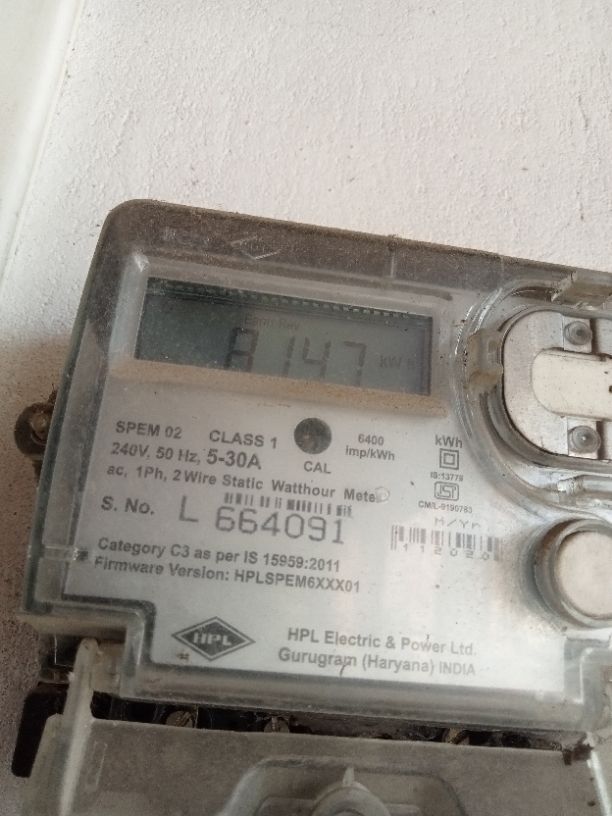 Earth Rev
8147 kWh
SPEM 02 CLASS 1 6400 imp/kWh kWh
240V, 50 Hz, 5-30A CAL IS:13779
ac, 1Ph, 2 Wire Static Watthour Meter
CM/L-9190783
S. No. L 664091 M/Yr
112020
Category C3 as per IS 15959:2011
Firmware Version: HPLSPEM6XXX01
HPL HPL Electric & Power Ltd.
Gurugram (Haryana) INDIA